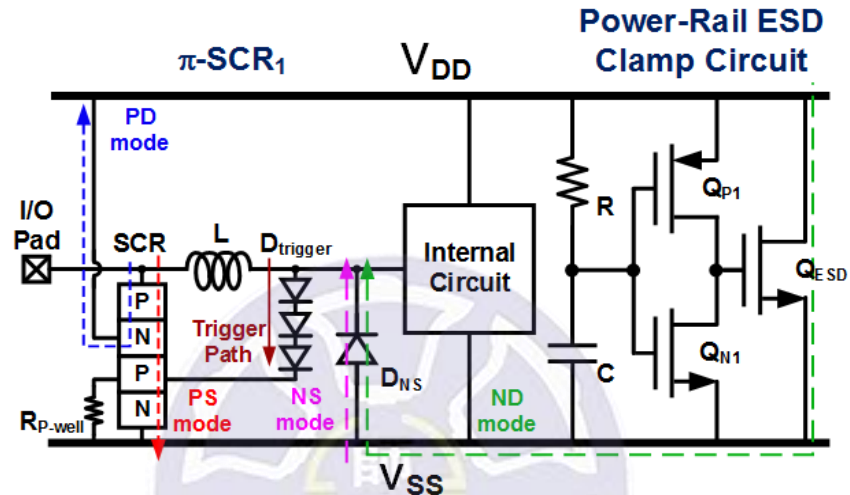 π-SCR1
VDD
Power-Rail ESD
Clamp Circuit
PD
mode
I/O
Pad
SCR
L
Dtrigger
Trigger
Path
P
N
P
N
RP-well
PS
mode
NS
mode
DNS
ND
mode
Internal
Circuit
R
C
QP1
QN1
QESD
VSS